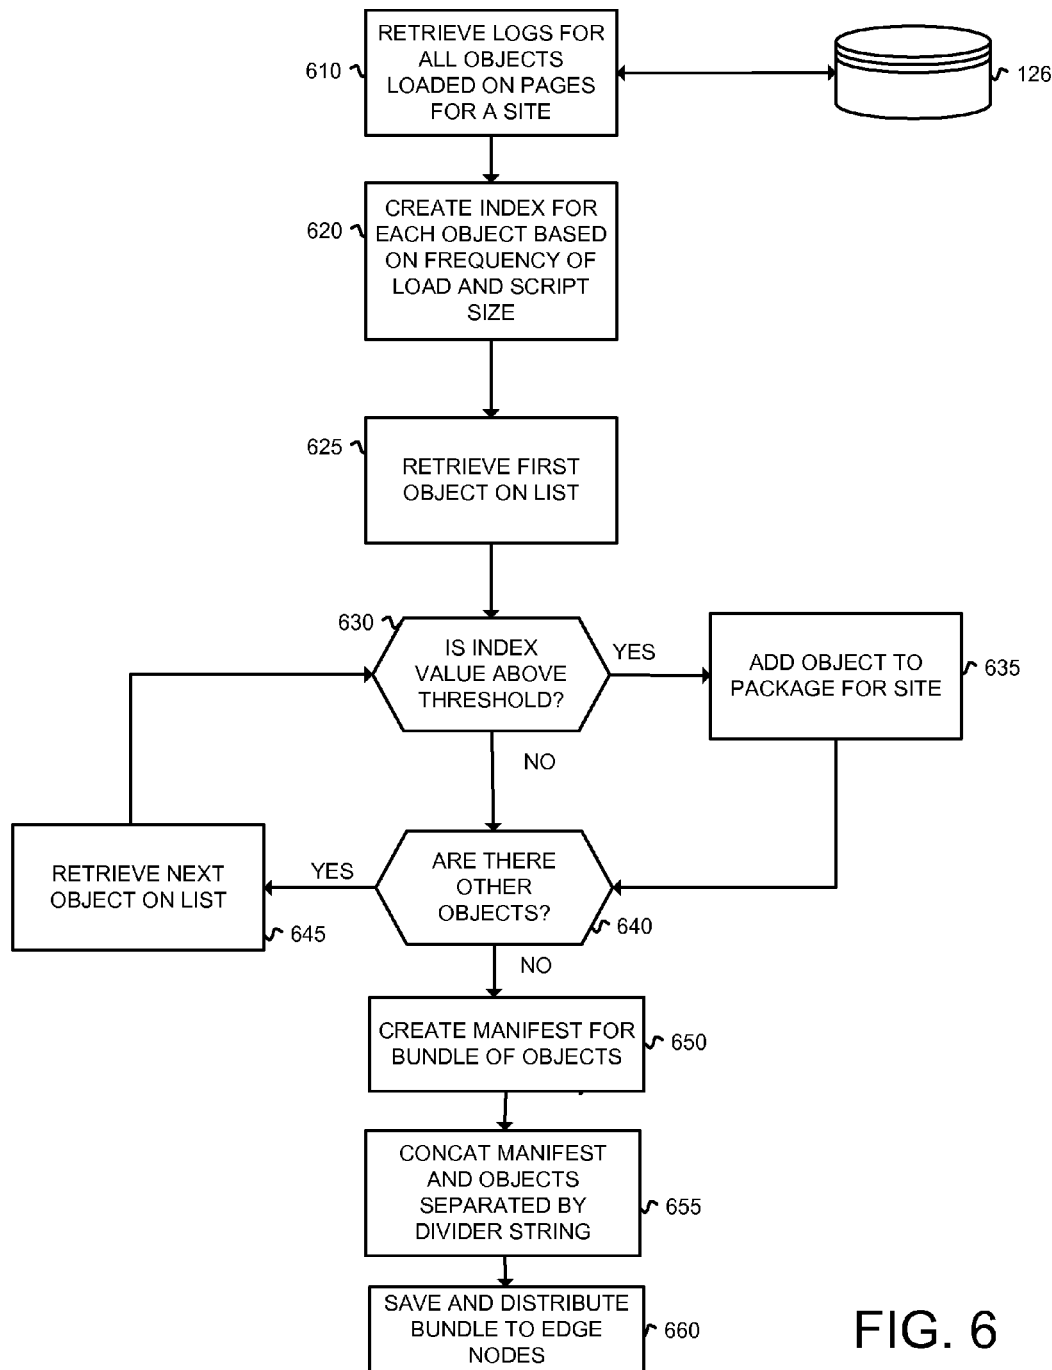 RETRIEVE LOGS FOR
ALL OBJECTS
LOADED ON PAGES
FOR A SITE
610
126
CREATE INDEX FOR
EACH OBJECT BASED
ON FREQUENCY OF
LOAD AND SCRIPT
SIZE
620
625
RETRIEVE FIRST
OBJECT ON LIST
630
IS INDEX
VALUE ABOVE
THRESHOLD?
YES
ADD OBJECT TO
PACKAGE FOR SITE
635
NO
RETRIEVE NEXT
OBJECT ON LIST
645
YES
ARE THERE
OTHER
OBJECTS?
640
NO
CREATE MANIFEST FOR
BUNDLE OF OBJECTS
650
CONCAT MANIFEST
AND OBJECTS
SEPARATED BY
DIVIDER STRING
655
SAVE AND DISTRIBUTE
BUNDLE TO EDGE
NODES
660
FIG. 6